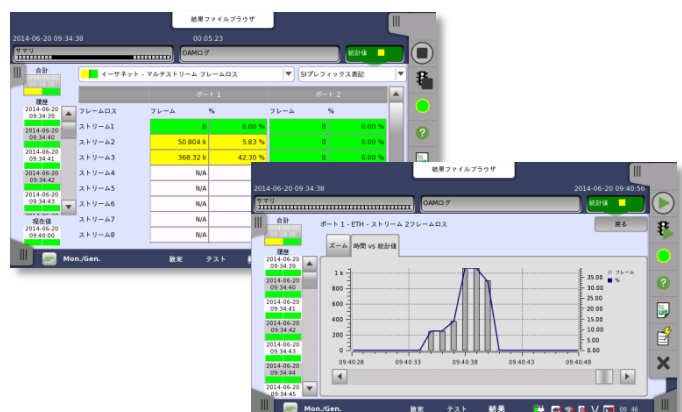 結果ファイルブラウザ
2014-06-20 09:34:38 00:05:23
サマリ OAMログ 統計値
合計 イーサネット - マルチストリーム フレームロス SIプレフィックス表記
履歴 ポート 1 ポート 2
2014-06-20 09:34:39 フレームロス フレーム % フレーム %
2014-06-20 09:34:40 ストリーム1 0 0.00 % 0 0.00 %
ストリーム2 50.804 k 5.83 % 0 0.00 %
2014-06-20 09:34:41 ストリーム3 368.32 k 42.30 % 0 0.00 %
2014-06-20 09:34:42 ストリーム4 N/A
ストリーム5 N/A
2014-06-20 09:34:43 ストリーム6 N/A
現在値 ストリーム7 N/A
2014-06-20 09:40:00 ストリーム8 N/A
Mon./Gen. 設定 テスト
結果ファイルブラウザ
2014-06-20 09:34:38 2014-06-20 09:40:56
サマリ OAMログ 統計値
合計 ポート 1 - ETH - ストリーム 2フレームロス 戻る
履歴 ズーム 時間 vs 統計値
2014-06-20 09:34:39
2014-06-20 09:34:40
2014-06-20 09:34:41
2014-06-20 09:34:42
2014-06-20 09:34:43
2014-06-20 09:34:44
2014-06-20 09:34:45
1 k
800
600
400
200
0
35.00
30.00
25.00
20.00
15.00
10.00
5.00
0.00
フレーム
%
09:40:28 09:40:33 09:40:38 09:40:43 09:40:48
Mon./Gen. 設定 テスト 結果 09:46